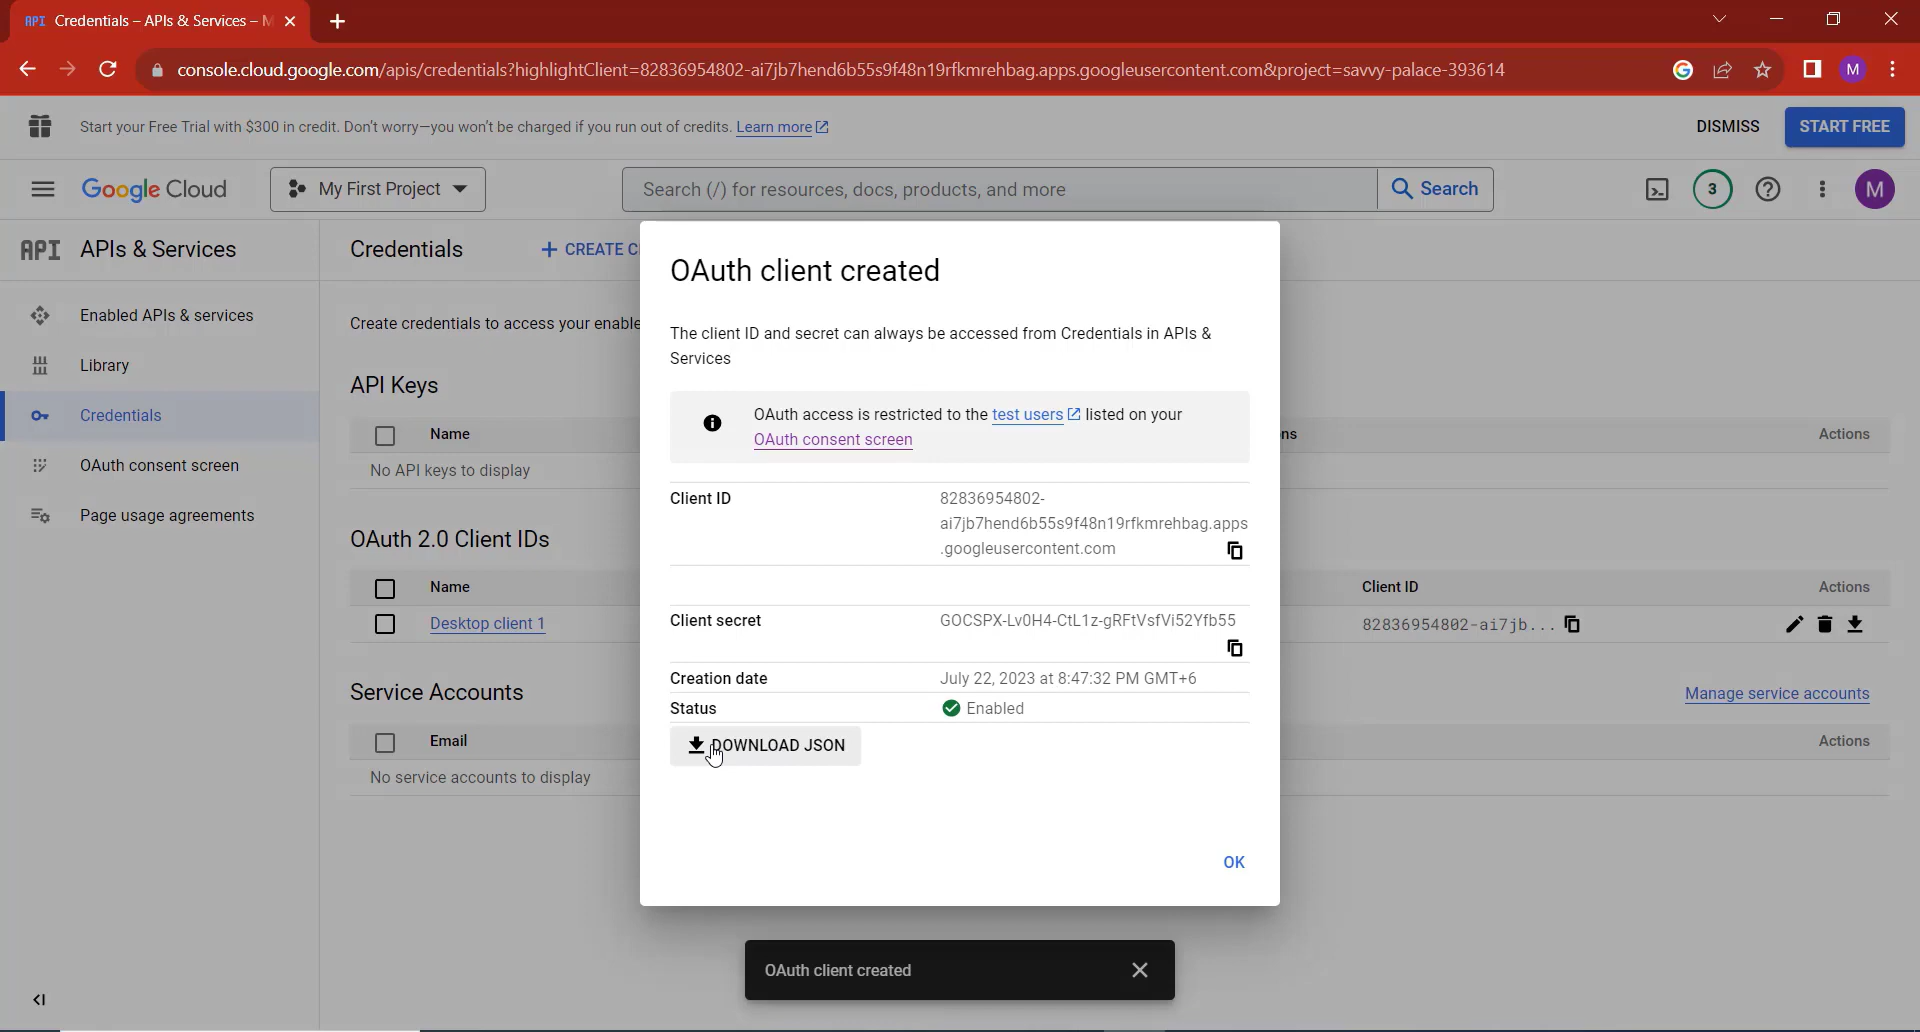 API Credentials – APIs & Services – M
console.cloud.google.com/apis/credentials?highlightClient=82836954802-ai7jb7hend6b55s9f48n19rfkmrehbag.apps.googleusercontent.com&project=savvy-palace-393614
M
Start your Free Trial with $300 in credit. Don't worry—you won't be charged if you run out of credits. Learn more
DISMISS
START FREE
Google Cloud
My First Project
Search (/) for resources, docs, products, and more
Search
3
M
API APIs & Services
Enabled APIs & services
Library
Credentials
OAuth consent screen
Page usage agreements
Credentials
+ CREATE C
Create credentials to access your enable
API Keys
Name
ns
Actions
No API keys to display
OAuth 2.0 Client IDs
Name
Client ID
Actions
Desktop client 1
82836954802-ai7jb...
Service Accounts
Manage service accounts
Email
Actions
No service accounts to display
OAuth client created
The client ID and secret can always be accessed from Credentials in APIs &
Services
OAuth access is restricted to the test users listed on your
OAuth consent screen
Client ID
82836954802-
ai7jb7hend6b55s9f48n19rfkmrehbag.apps
.googleusercontent.com
Client secret
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
Creation date
July 22, 2023 at 8:47:32 PM GMT+6
Status
Enabled
DOWNLOAD JSON
OK
OAuth client created